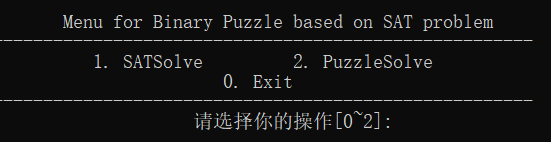 Menu for Binary Puzzle based on SAT problem
1. SATSolve 2. PuzzleSolve
0. Exit
请选择你的操作[0~2]: